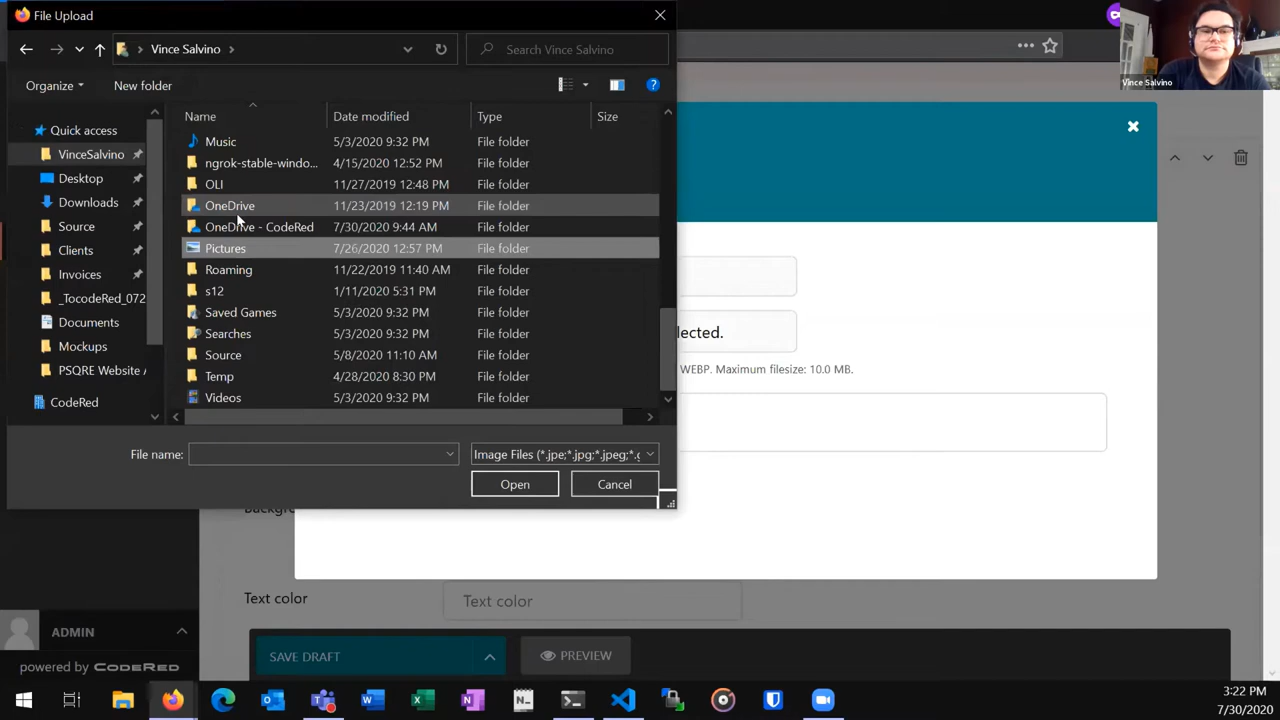 File Upload
Vince Salvino
Search Vince Salvino
Organize
New folder
Name
Date modified
Type
Size
Quick access
VinceSalvino
Desktop
Downloads
Source
Clients
Invoices
_TocodeRed_072
Documents
Mockups
PSQRE Website A
CodeRed
Music 5/3/2020 9:32 PM File folder
ngrok-stable-windo... 4/15/2020 12:52 PM File folder
OLI 11/27/2019 12:48 PM File folder
OneDrive 11/23/2019 12:19 PM File folder
OneDrive - CodeRed 7/30/2020 9:44 AM File folder
Pictures 7/26/2020 12:57 PM File folder
Roaming 11/22/2019 11:40 AM File folder
s12 1/11/2020 5:31 PM File folder
Saved Games 5/3/2020 9:32 PM File folder
Searches 5/3/2020 9:32 PM File folder
Source 5/8/2020 11:10 AM File folder
Temp 4/28/2020 8:30 PM File folder
Videos 5/3/2020 9:32 PM File folder
File name:
Image Files (*.jpe;*.jpg;*.jpeg;*.g
Open
Cancel
Vince Salvino
lected.
WEBP. Maximum filesize: 10.0 MB.
Text color
Text color
ADMIN
SAVE DRAFT
PREVIEW
powered by CODERED
3:22 PM
7/30/2020